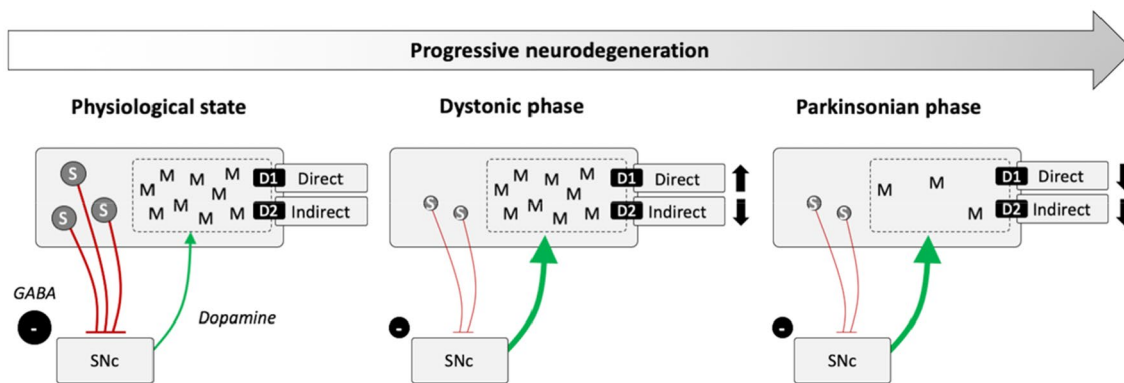 Progressive neurodegeneration
Physiological state
Dystonic phase
Parkinsonian phase
S
S
S
M M M M
M M M
M M
D1 Direct
D2 Indirect
GABA
-
Dopamine
SNc
S
S
M M M M
M M M
M M
D1 Direct
D2 Indirect
-
SNc
S
S
M M
M
D1 Direct
D2 Indirect
-
SNc